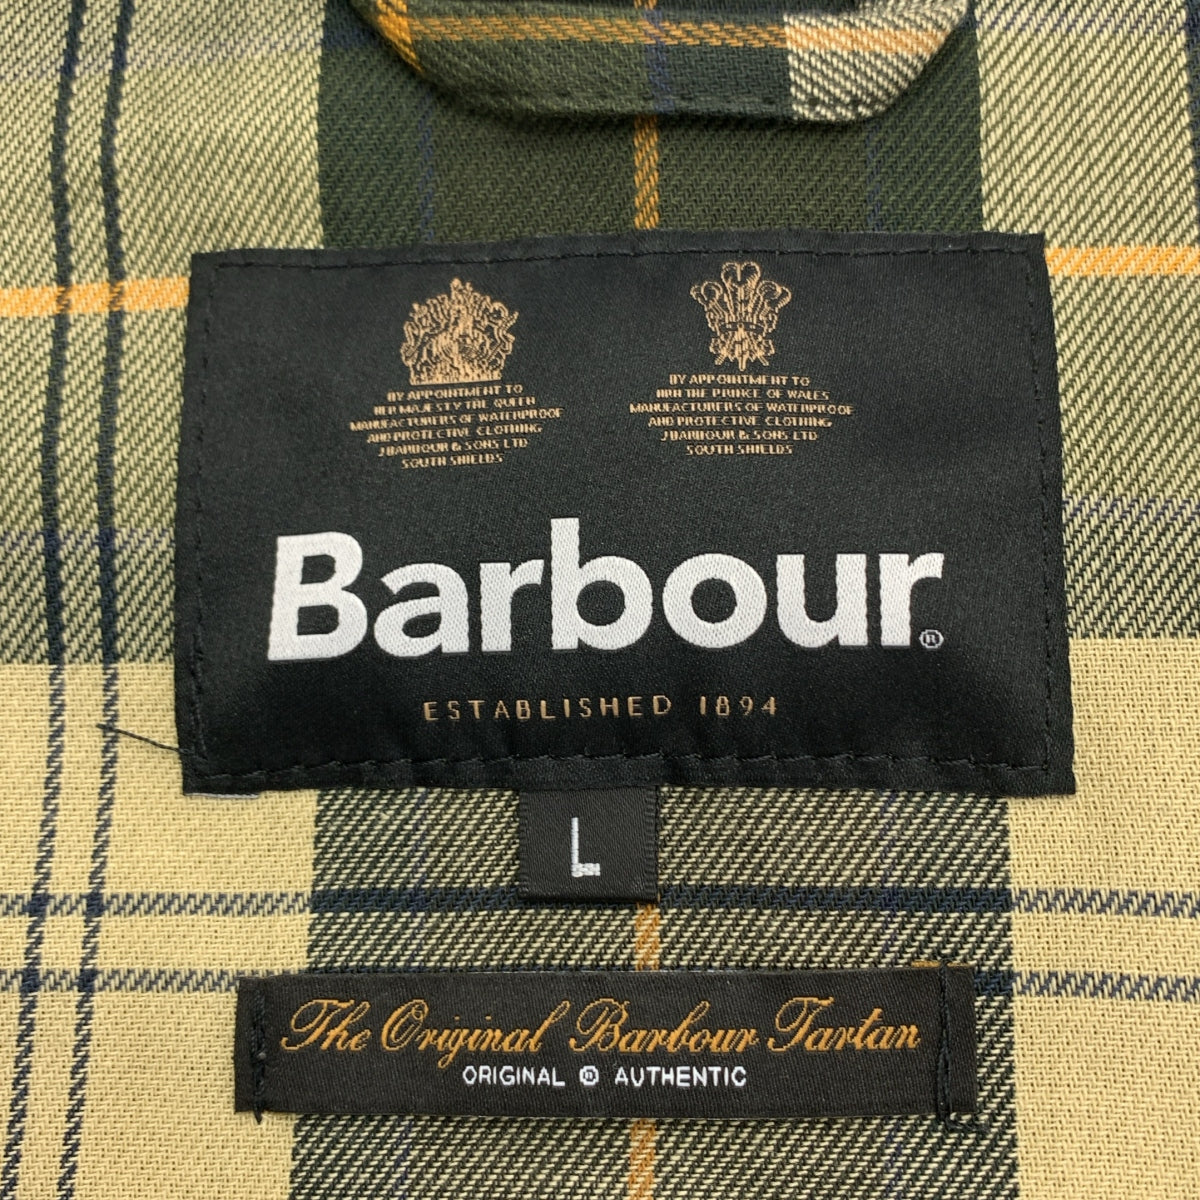 BY APPOINTMENT TO
HER MAJESTY THE QUEEN
MANUFACTURERS OF WATERPROOF
AND PROTECTIVE CLOTHING
J BARBOUR & SONS LTD
SOUTH SHIELDS
BY APPOINTMENT TO
HRH THE PRINCE OF WALES
MANUFACTURERS OF WATERPROOF
AND PROTECTIVE CLOTHING
J BARBOUR & SONS LTD
SOUTH SHIELDS
Barbour®
ESTABLISHED 1894
L
The Original Barbour Tartan
ORIGINAL ® AUTHENTIC